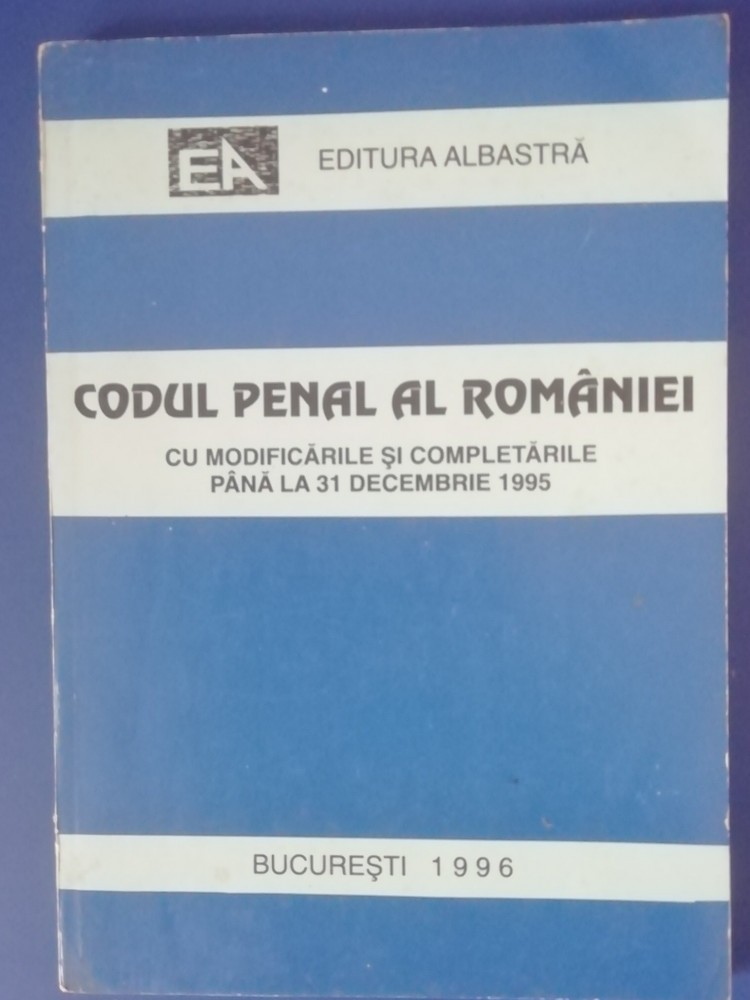 EA
EDITURA ALBASTRĂ
CODUL PENAL AL ROMÂNIEI
CU MODIFICĂRILE ŞI COMPLETĂRILE
PÂNĂ LA 31 DECEMBRIE 1995
BUCUREŞTI 1996